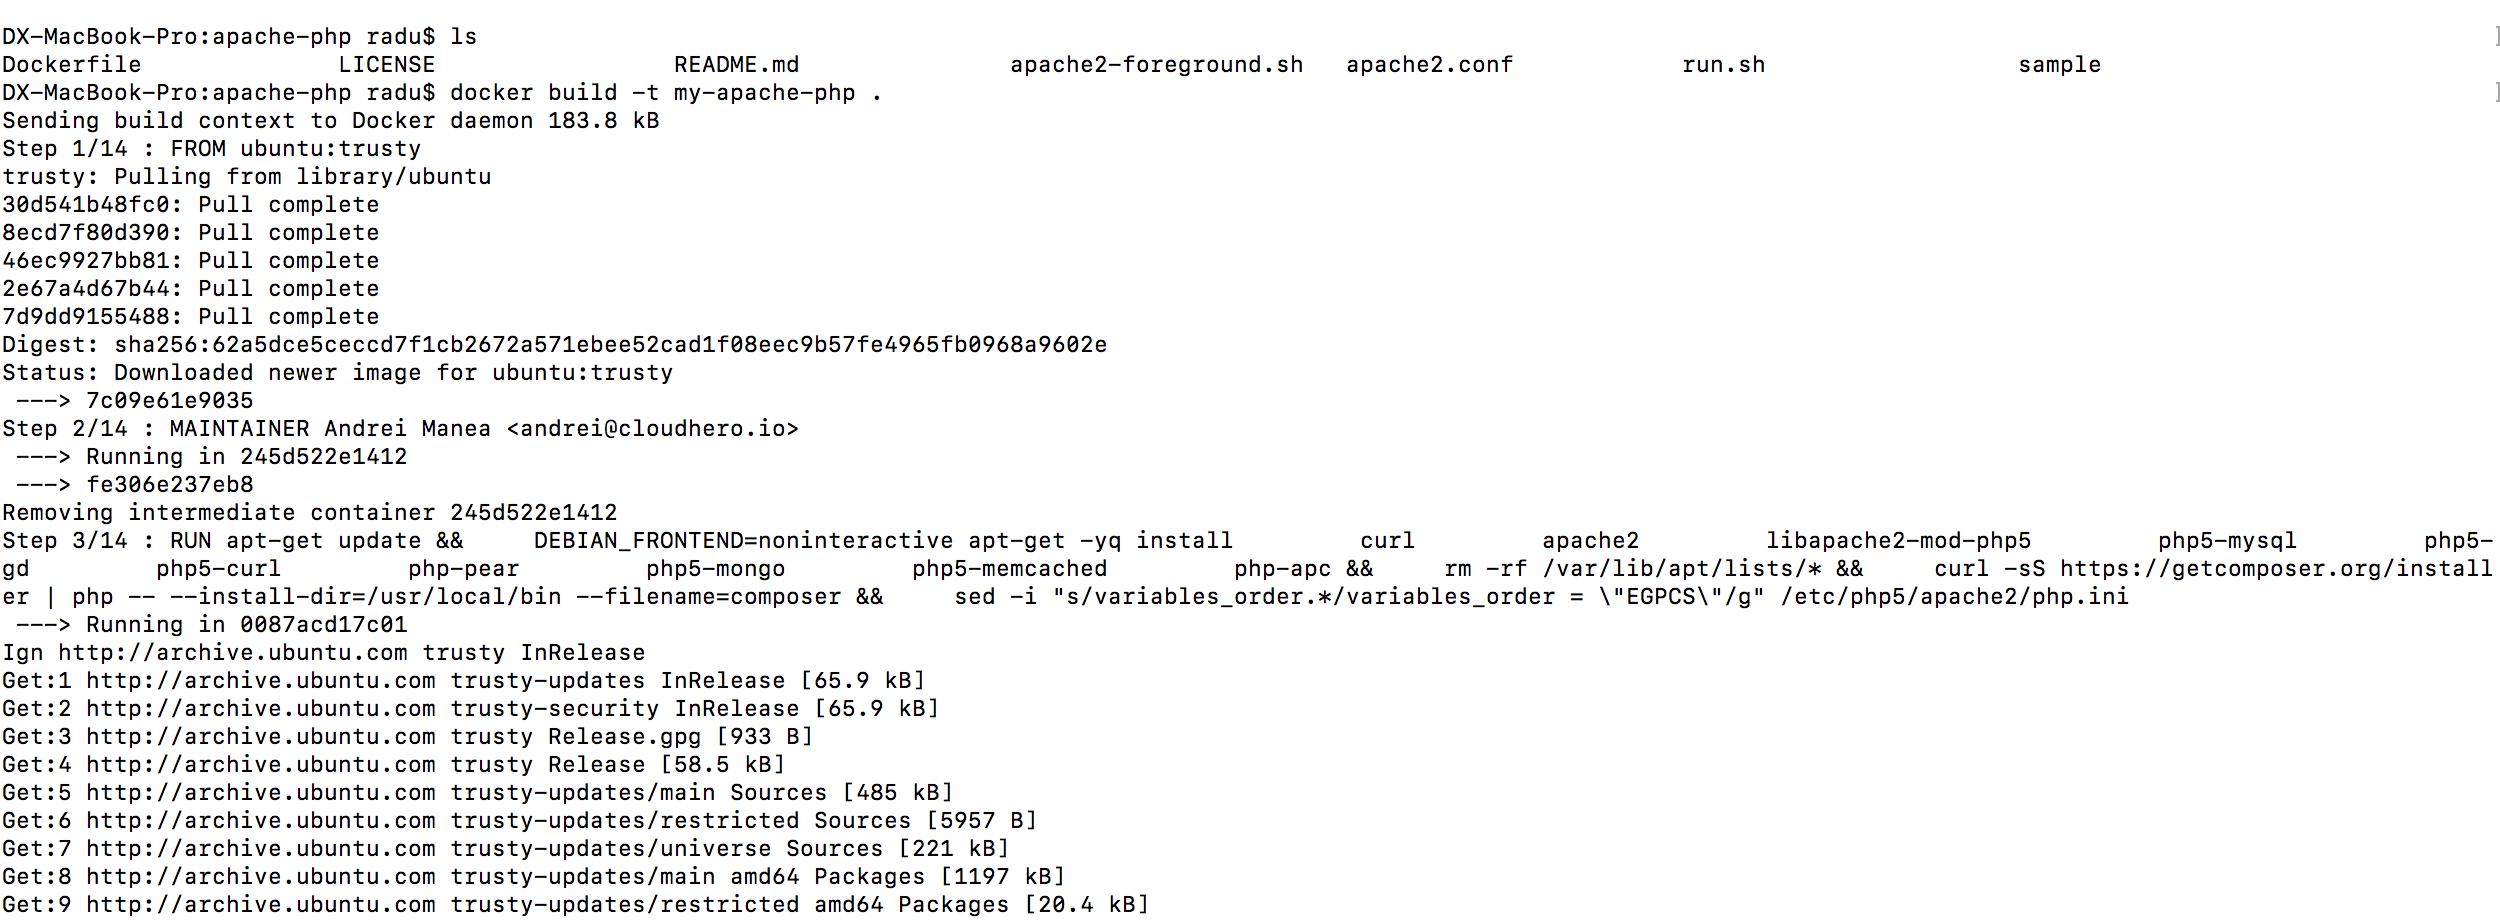 DX-MacBook-Pro:apache-php radu$ ls
Dockerfile LICENSE README.md apache2-foreground.sh apache2.conf run.sh sample
DX-MacBook-Pro:apache-php radu$ docker build -t my-apache-php .
Sending build context to Docker daemon 183.8 kB
Step 1/14 : FROM ubuntu:trusty
trusty: Pulling from library/ubuntu
30d541b48fc0: Pull complete
8ecd7f80d390: Pull complete
46ec9927bb81: Pull complete
2e67a4d67b44: Pull complete
7d9dd9155488: Pull complete
Digest: sha256:62a5dce5ceccd7f1cb2672a571ebee52cad1f08eec9b57fe4965fb0968a9602e
Status: Downloaded newer image for ubuntu:trusty
 ---> 7c09e61e9035
Step 2/14 : MAINTAINER Andrei Manea <andrei@cloudhero.io>
 ---> Running in 245d522e1412
 ---> fe306e237eb8
Removing intermediate container 245d522e1412
Step 3/14 : RUN apt-get update && DEBIAN_FRONTEND=noninteractive apt-get -yq install curl apache2 libapache2-mod-php5 php5-mysql php5-
gd php5-curl php-pear php5-mongo php5-memcached php-apc && rm -rf /var/lib/apt/lists/* && curl -sS https://getcomposer.org/install
er | php -- --install-dir=/usr/local/bin --filename=composer && sed -i "s/variables_order.*/variables_order = \"EGPCS\"/g" /etc/php5/apache2/php.ini
 ---> Running in 0087acd17c01
Ign http://archive.ubuntu.com trusty InRelease
Get:1 http://archive.ubuntu.com trusty-updates InRelease [65.9 kB]
Get:2 http://archive.ubuntu.com trusty-security InRelease [65.9 kB]
Get:3 http://archive.ubuntu.com trusty Release.gpg [933 B]
Get:4 http://archive.ubuntu.com trusty Release [58.5 kB]
Get:5 http://archive.ubuntu.com trusty-updates/main Sources [485 kB]
Get:6 http://archive.ubuntu.com trusty-updates/restricted Sources [5957 B]
Get:7 http://archive.ubuntu.com trusty-updates/universe Sources [221 kB]
Get:8 http://archive.ubuntu.com trusty-updates/main amd64 Packages [1197 kB]
Get:9 http://archive.ubuntu.com trusty-updates/restricted amd64 Packages [20.4 kB]